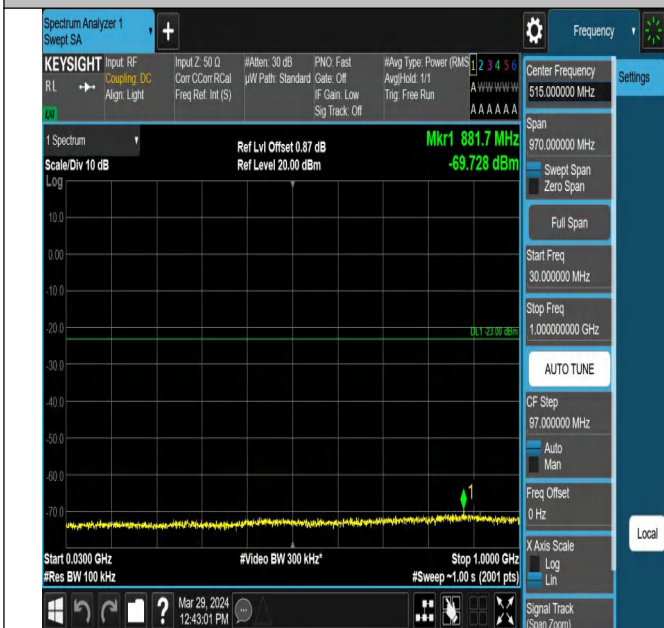 Spectrum Analyzer 1
Swept SA
+
Frequency
KEYSIGHT
RL
LXI
Input: RF
Coupling: DC
Align: Light
Input Z: 50 Ω
Corr CCorr RCal
Freq Ref: Int (S)
#Atten: 30 dB
µW Path: Standard
PNO: Fast
Gate: Off
IF Gain: Low
Sig Track: Off
#Avg Type: Power (RMS
Avg|Hold: 1/1
Trig: Free Run
1 2 3 4 5 6
A W W W W W
A A A A A A
1 Spectrum
Scale/Div 10 dB
Ref Lvl Offset 0.87 dB
Ref Level 20.00 dBm
Mkr1 881.7 MHz
-69.728 dBm
Log
10.0
0.00
-10.0
-20.0
DL1 -23.00 dBm
-30.0
-40.0
-50.0
-60.0
1
-70.0
Start 0.0300 GHz
#Res BW 100 kHz
#Video BW 300 kHz*
Stop 1.0000 GHz
#Sweep ~1.00 s (2001 pts)
?
Mar 29, 2024
12:43:01 PM
Center Frequency
515.000000 MHz
Settings
Span
970.000000 MHz
Swept Span
Zero Span
Full Span
Start Freq
30.000000 MHz
Stop Freq
1.000000000 GHz
AUTO TUNE
CF Step
97.000000 MHz
Auto
Man
Freq Offset
0 Hz
Local
X Axis Scale
Log
Lin
Signal Track
(Span Zoom)